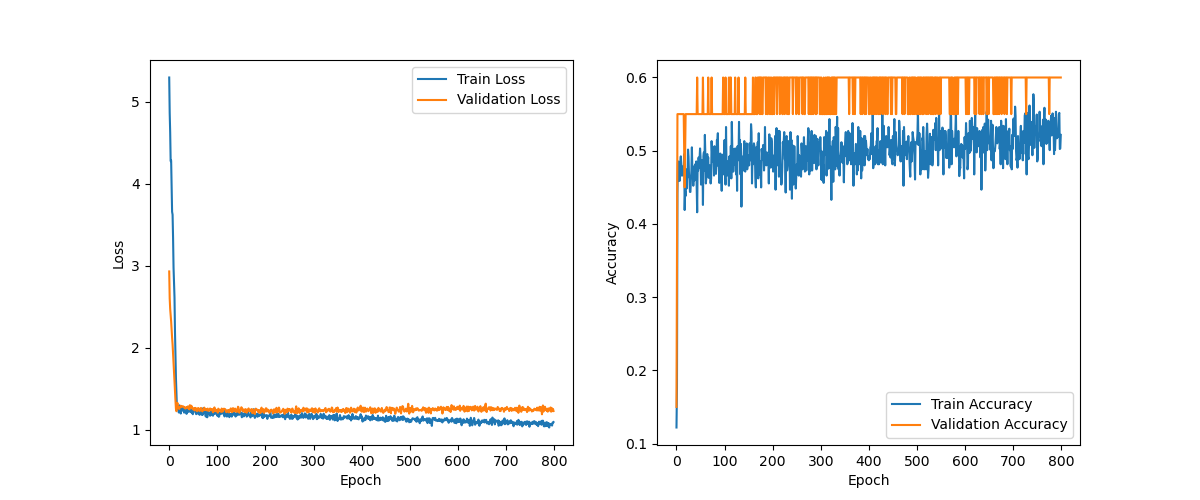 Train Loss
Validation Loss
5
4
3
2
1
Loss
0 100 200 300 400 500 600 700 800
Epoch
0.6
0.5
0.4
0.3
0.2
0.1
Accuracy
Train Accuracy
Validation Accuracy
0 100 200 300 400 500 600 700 800
Epoch